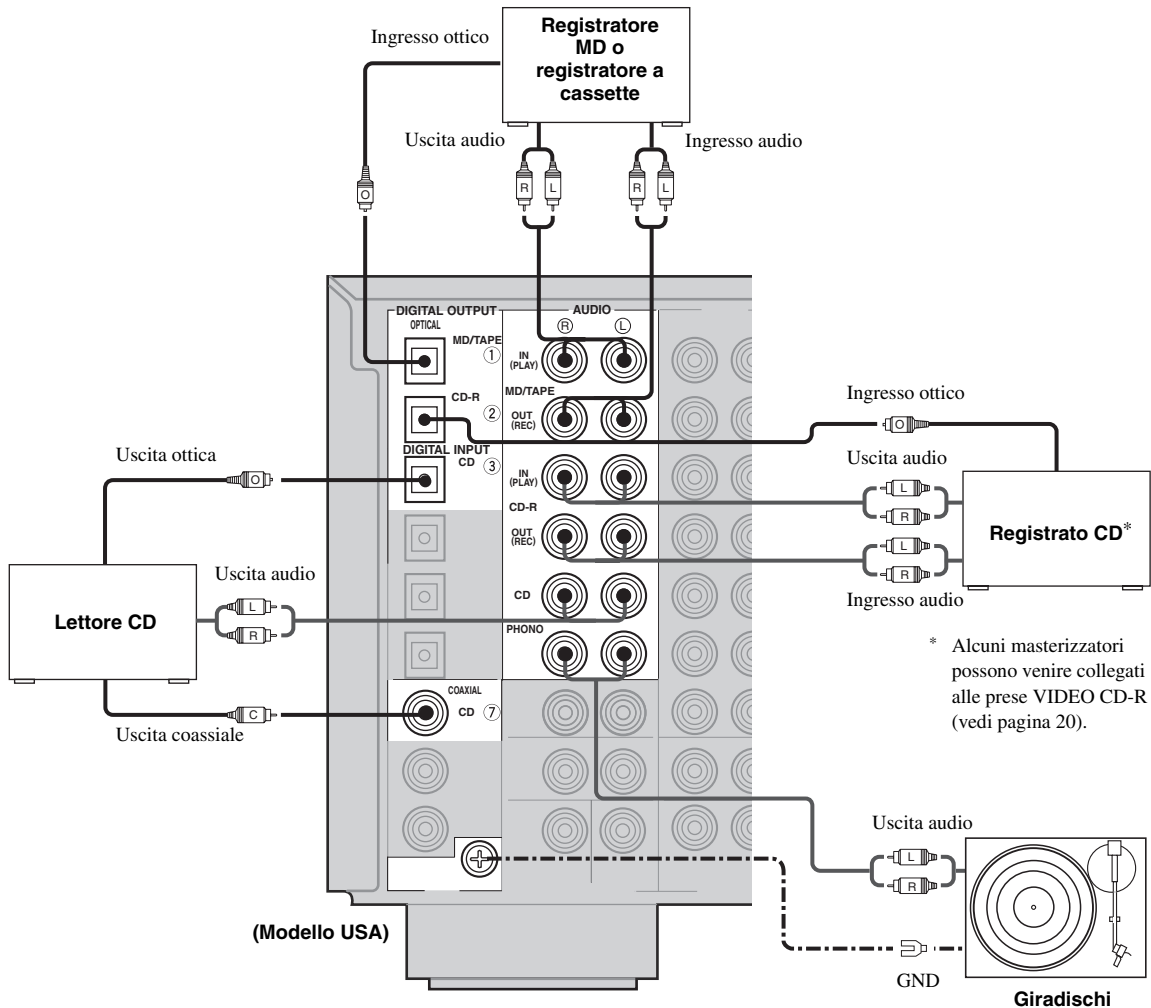 Registratore
MD o
registratore a
cassette
Ingresso ottico
Uscita audio
Ingresso audio
R
L
R
L
O
DIGITAL OUTPUT
OPTICAL
AUDIO
R
L
MD/TAPE
1
IN
(PLAY)
MD/TAPE
CD-R
2
OUT
(REC)
DIGITAL INPUT
CD
3
IN
(PLAY)
CD-R
OUT
(REC)
CD
PHONO
COAXIAL
CD
7
Uscita ottica
O
Lettore CD
Uscita audio
L
R
C
Uscita coassiale
Ingresso ottico
O
Uscita audio
L
R
L
R
Ingresso audio
Registrato CD*
* Alcuni masterizzatori
possono venire collegati
alle prese VIDEO CD-R
(vedi pagina 20).
Uscita audio
L
R
(Modello USA)
GND
Giradischi